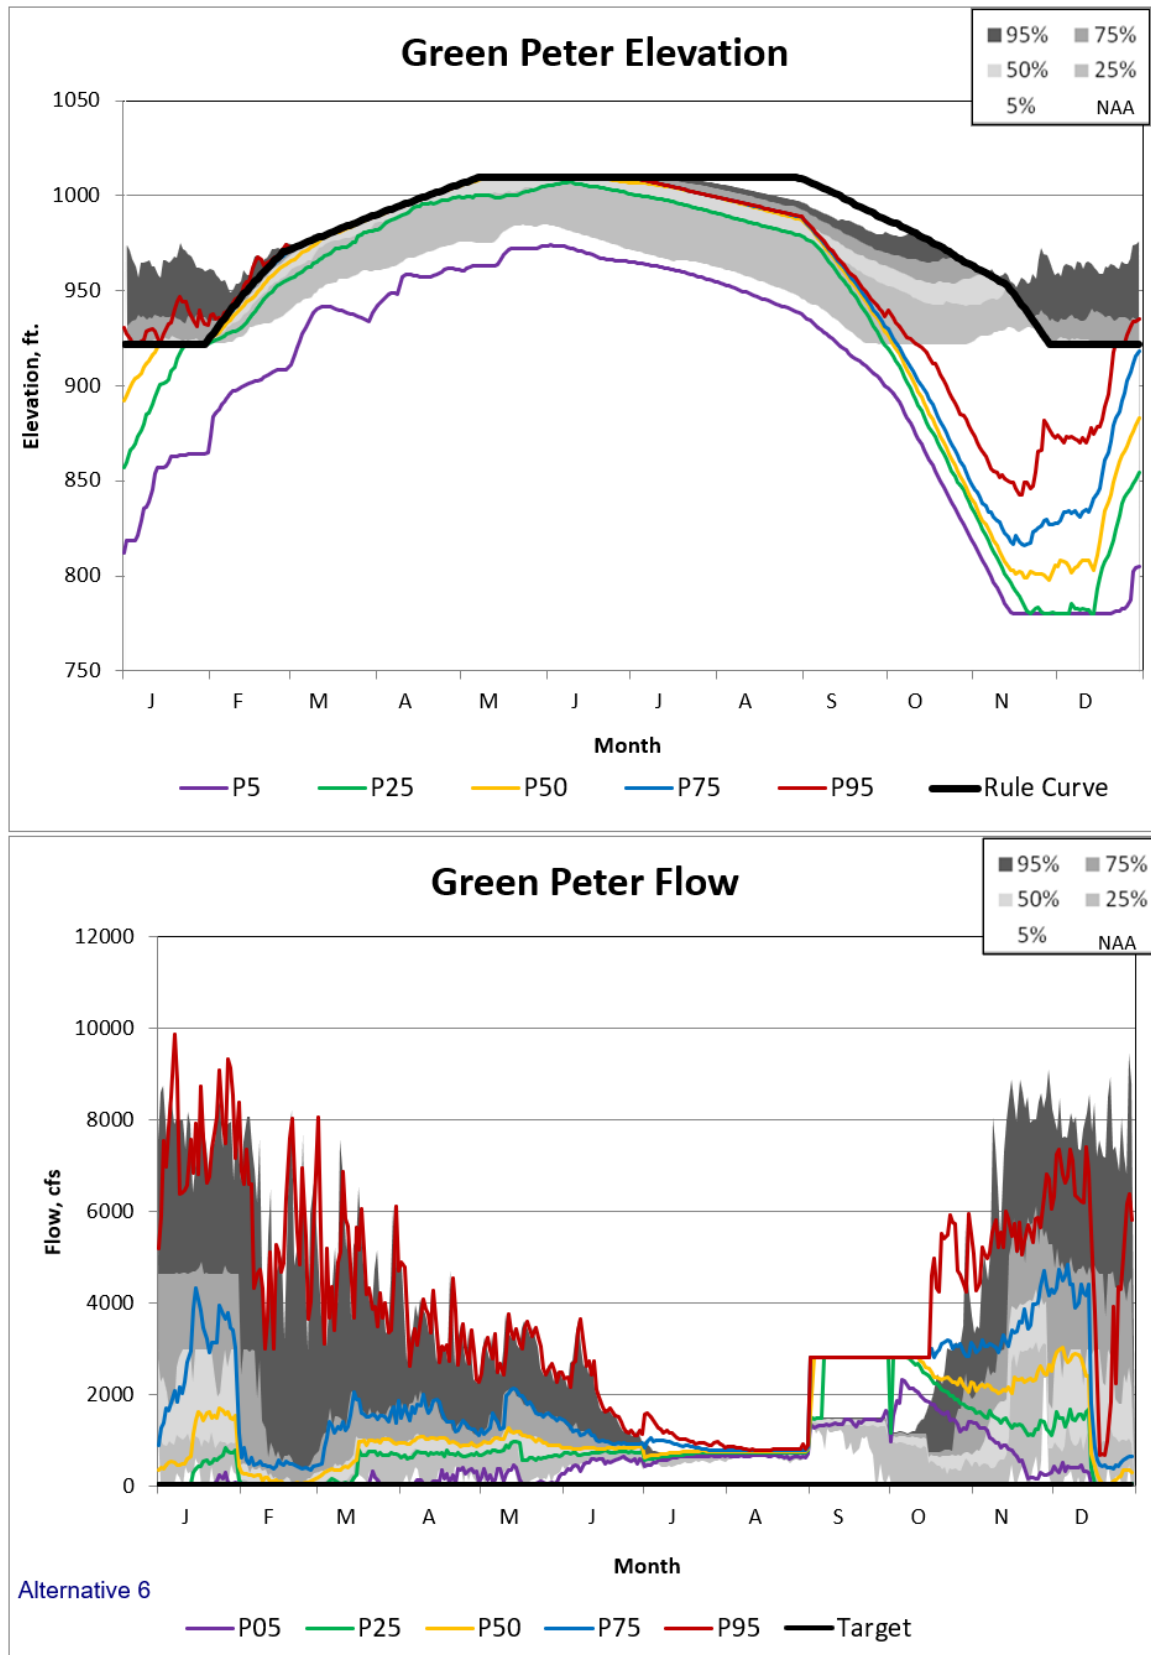 Green Peter Elevation
95% 75%
50% 25%
5% NAA
1050
1000
950
900
850
800
750
Elevation, ft.
J F M A M J J A S O N D
Month
P5 P25 P50 P75 P95 Rule Curve
Green Peter Flow
95% 75%
50% 25%
5% NAA
12000
10000
8000
6000
4000
2000
0
Flow, cfs
J F M A M J J A S O N D
Month
Alternative 6
P05 P25 P50 P75 P95 Target